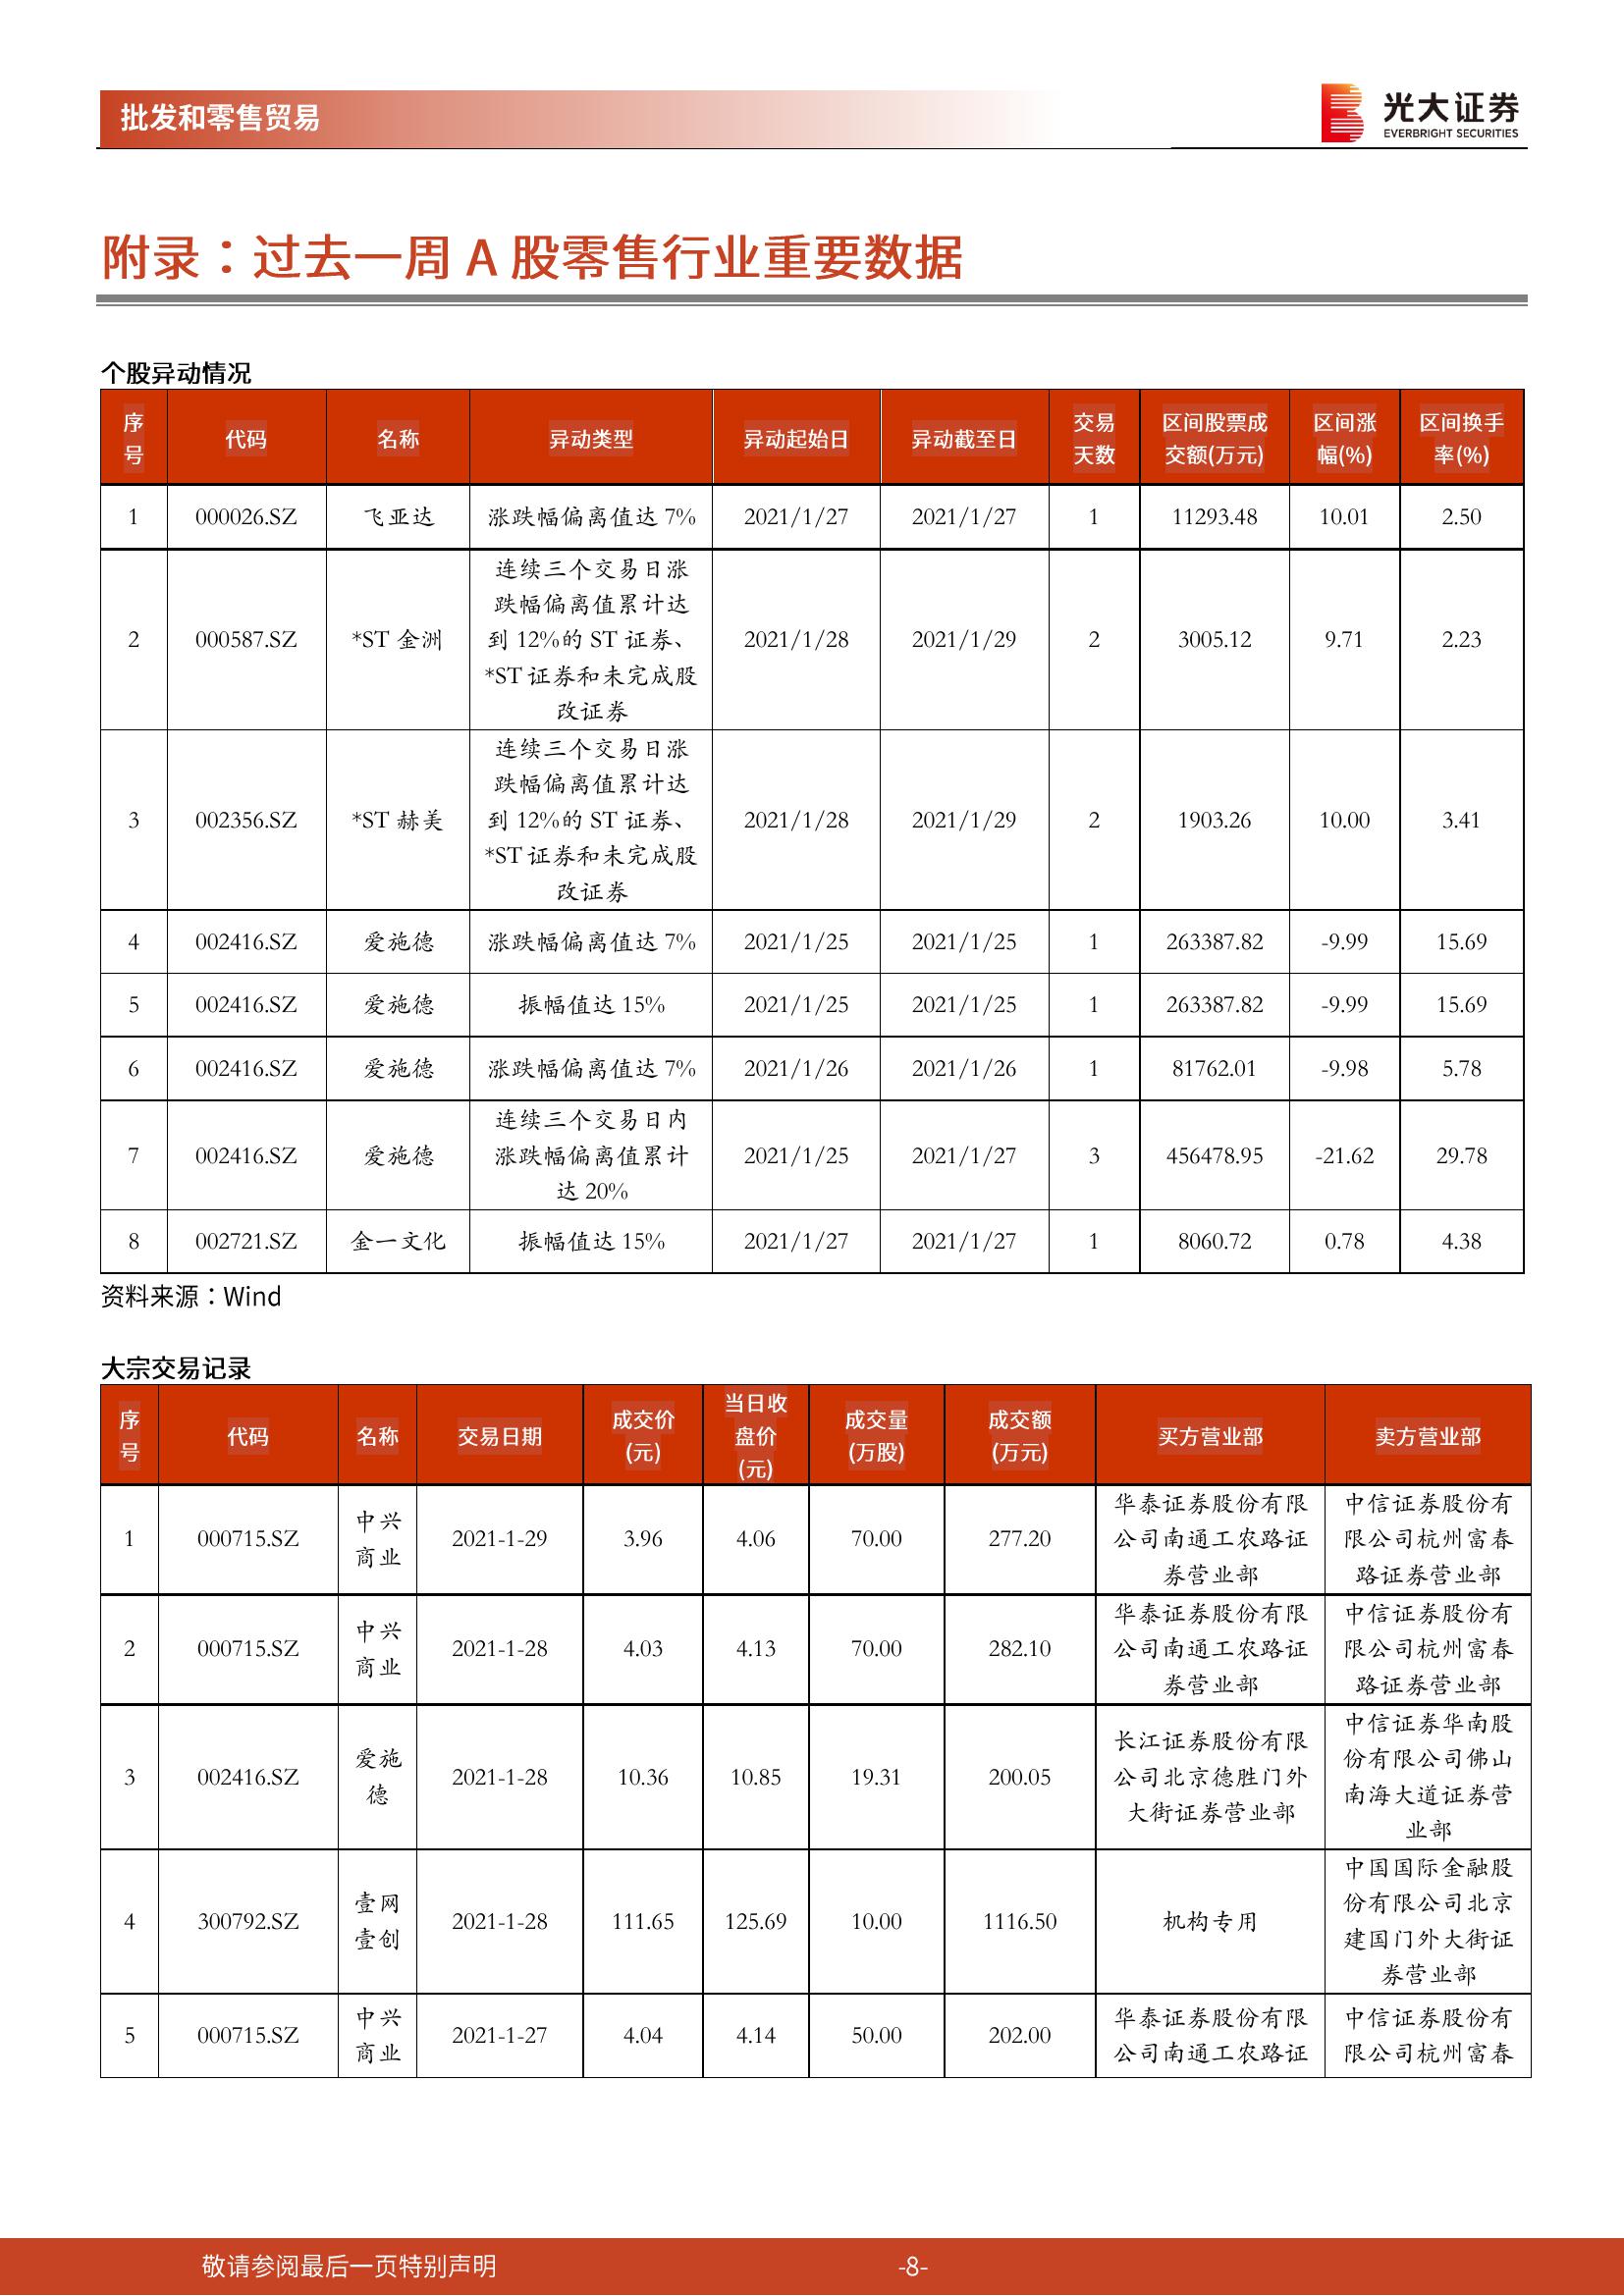 批发和零售贸易
光大证券
EVERBRIGHT SECURITIES
附录：过去一周 A 股零售行业重要数据
个股异动情况
序号 代码 名称 异动类型 异动起始日 异动截至日 交易天数 区间股票成交额(万元) 区间涨幅(%) 区间换手率(%)
1 000026.SZ 飞亚达 涨跌幅偏离值达 7% 2021/1/27 2021/1/27 1 11293.48 10.01 2.50
2 000587.SZ *ST 金洲 连续三个交易日涨跌幅偏离值累计达到 12%的 ST 证券、*ST 证券和未完成股改证券 2021/1/28 2021/1/29 2 3005.12 9.71 2.23
3 002356.SZ *ST 赫美 连续三个交易日涨跌幅偏离值累计达到 12%的 ST 证券、*ST 证券和未完成股改证券 2021/1/28 2021/1/29 2 1903.26 10.00 3.41
4 002416.SZ 爱施德 涨跌幅偏离值达 7% 2021/1/25 2021/1/25 1 263387.82 -9.99 15.69
5 002416.SZ 爱施德 振幅值达 15% 2021/1/25 2021/1/25 1 263387.82 -9.99 15.69
6 002416.SZ 爱施德 涨跌幅偏离值达 7% 2021/1/26 2021/1/26 1 81762.01 -9.98 5.78
7 002416.SZ 爱施德 连续三个交易日内涨跌幅偏离值累计达 20% 2021/1/25 2021/1/27 3 456478.95 -21.62 29.78
8 002721.SZ 金一文化 振幅值达 15% 2021/1/27 2021/1/27 1 8060.72 0.78 4.38
资料来源：Wind
大宗交易记录
序号 代码 名称 交易日期 成交价(元) 当日收盘价(元) 成交量(万股) 成交额(万元) 买方营业部 卖方营业部
1 000715.SZ 中兴商业 2021-1-29 3.96 4.06 70.00 277.20 华泰证券股份有限公司南通工农路证券营业部 中信证券股份有限公司杭州富春路证券营业部
2 000715.SZ 中兴商业 2021-1-28 4.03 4.13 70.00 282.10 华泰证券股份有限公司南通工农路证券营业部 中信证券股份有限公司杭州富春路证券营业部
3 002416.SZ 爱施德 2021-1-28 10.36 10.85 19.31 200.05 长江证券股份有限公司北京德胜门外大街证券营业部 中信证券华南股份有限公司佛山南海大道证券营业部
4 300792.SZ 壹网壹创 2021-1-28 111.65 125.69 10.00 1116.50 机构专用 中国国际金融股份有限公司北京建国门外大街证券营业部
5 000715.SZ 中兴商业 2021-1-27 4.04 4.14 50.00 202.00 华泰证券股份有限公司南通工农路证 中信证券股份有限公司杭州富春
敬请参阅最后一页特别声明
-8-